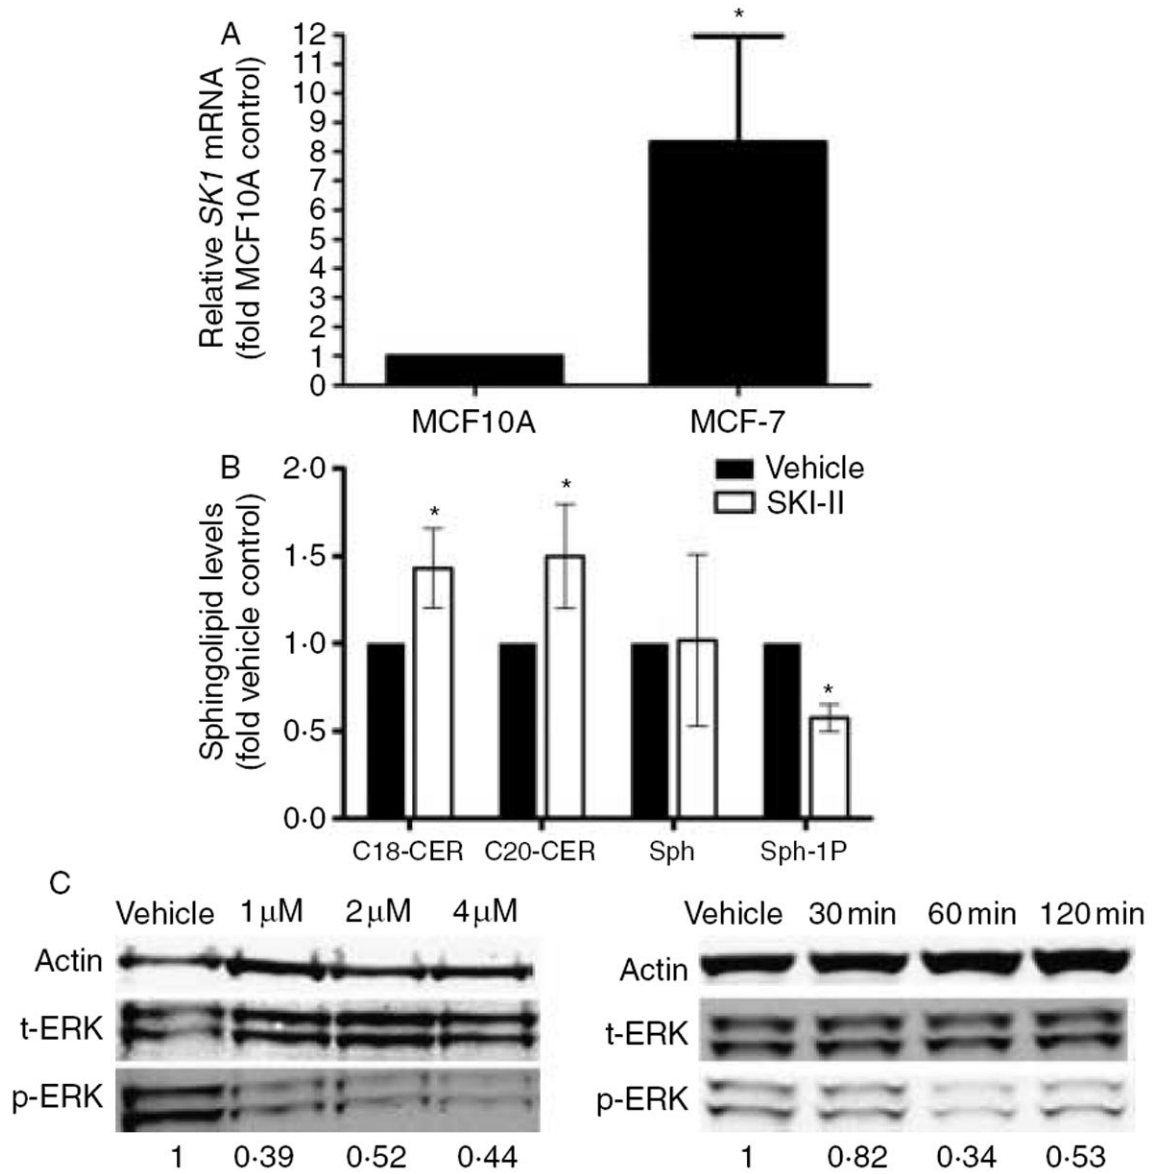 A
*
12
11
10
9
8
7
6
5
4
3
2
1
0
Relative SK1 mRNA
(fold MCF10A control)
MCF10A MCF-7
B
Vehicle
SKI-II
2·0
1·5
1·0
0·5
0·0
Sphingolipid levels
(fold vehicle control)
* * *
C18-CER C20-CER Sph Sph-1P
C
Vehicle 1 μM 2 μM 4 μM
Actin
t-ERK
p-ERK
1 0·39 0·52 0·44
Vehicle 30 min 60 min 120 min
Actin
t-ERK
p-ERK
1 0·82 0·34 0·53